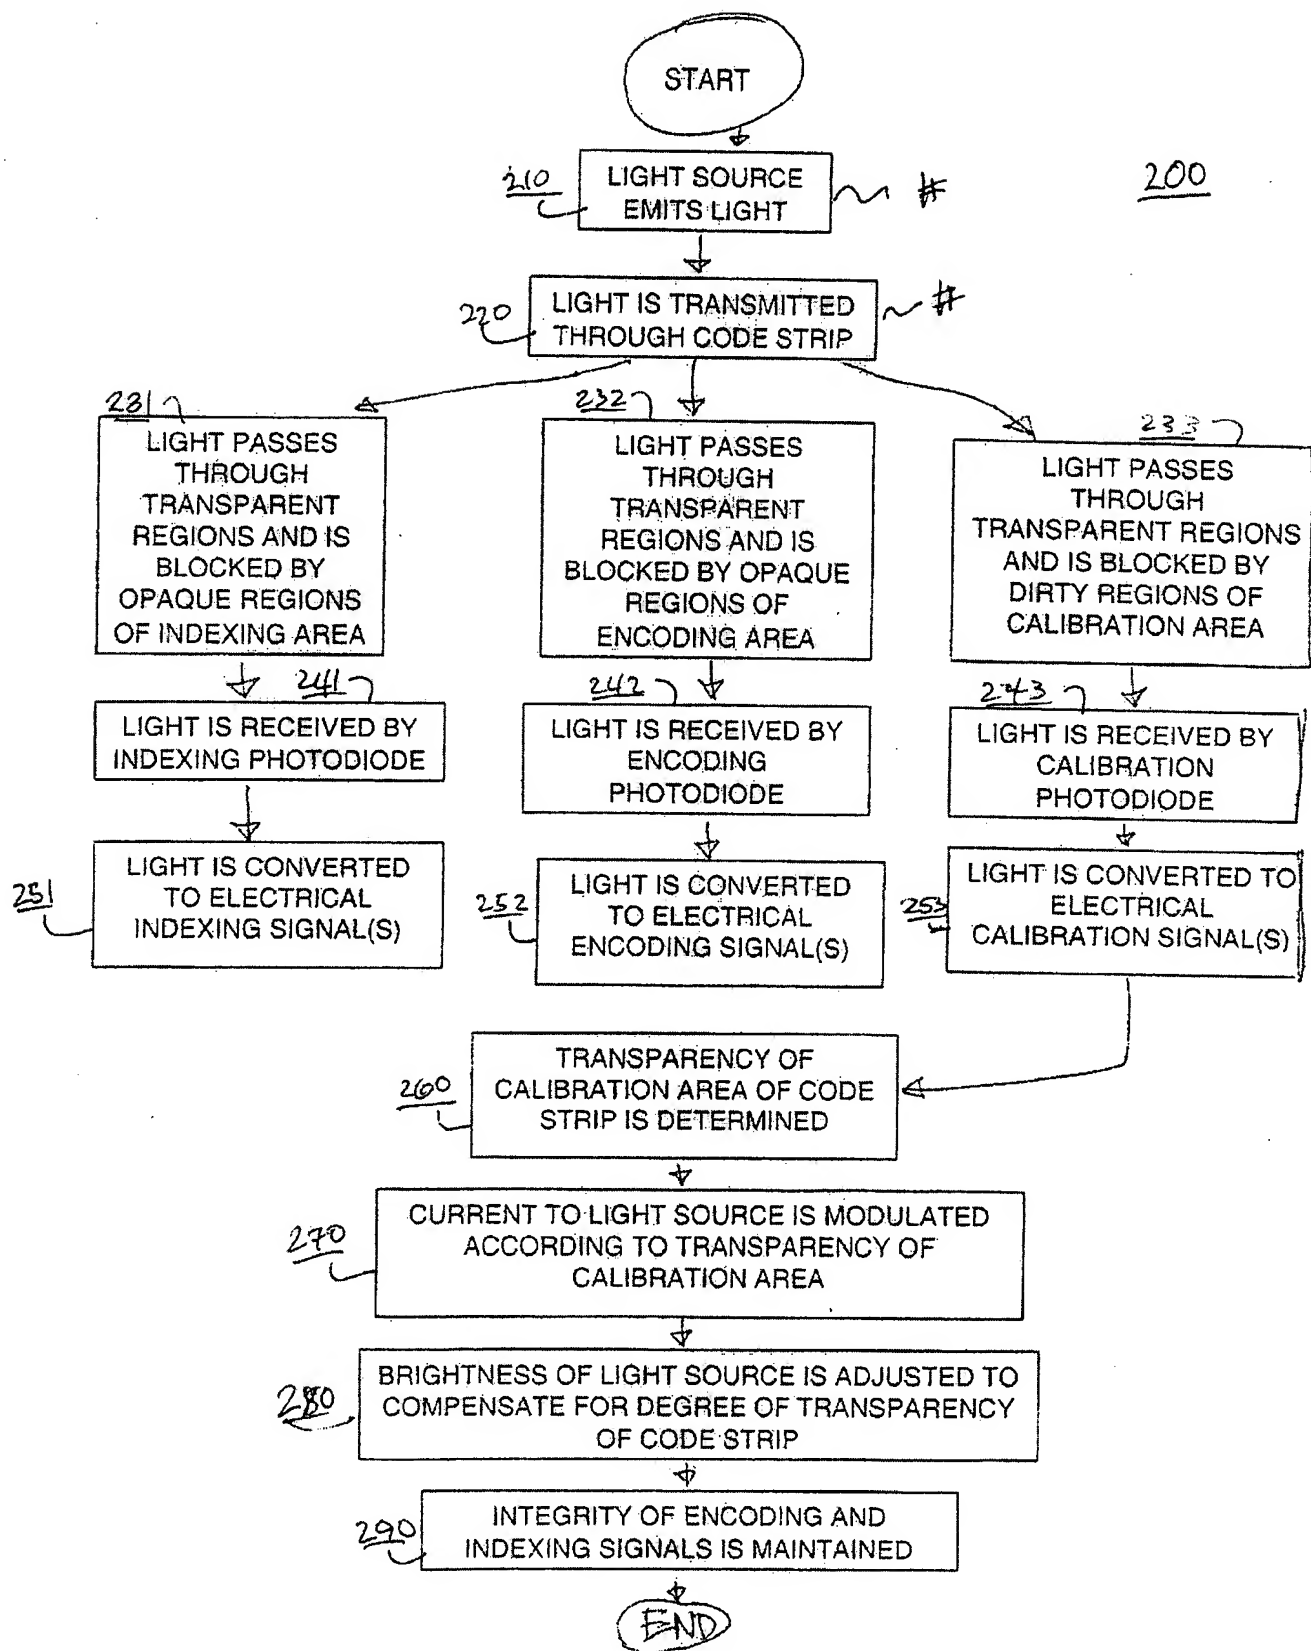 START
200
210
LIGHT SOURCE
EMITS LIGHT
#
220
LIGHT IS TRANSMITTED
THROUGH CODE STRIP
#
231
LIGHT PASSES
THROUGH
TRANSPARENT
REGIONS AND IS
BLOCKED BY
OPAQUE REGIONS
OF INDEXING AREA
232
LIGHT PASSES
THROUGH
TRANSPARENT
REGIONS AND IS
BLOCKED BY OPAQUE
REGIONS OF
ENCODING AREA
233
LIGHT PASSES
THROUGH
TRANSPARENT REGIONS
AND IS BLOCKED BY
DIRTY REGIONS OF
CALIBRATION AREA
241
LIGHT IS RECEIVED BY
INDEXING PHOTODIODE
242
LIGHT IS RECEIVED BY
ENCODING
PHOTODIODE
243
LIGHT IS RECEIVED BY
CALIBRATION
PHOTODIODE
251
LIGHT IS CONVERTED
TO ELECTRICAL
INDEXING SIGNAL(S)
252
LIGHT IS CONVERTED
TO ELECTRICAL
ENCODING SIGNAL(S)
253
LIGHT IS CONVERTED TO
ELECTRICAL
CALIBRATION SIGNAL(S)
260
TRANSPARENCY OF
CALIBRATION AREA OF CODE
STRIP IS DETERMINED
270
CURRENT TO LIGHT SOURCE IS MODULATED
ACCORDING TO TRANSPARENCY OF
CALIBRATION AREA
280
BRIGHTNESS OF LIGHT SOURCE IS ADJUSTED TO
COMPENSATE FOR DEGREE OF TRANSPARENCY
OF CODE STRIP
290
INTEGRITY OF ENCODING AND
INDEXING SIGNALS IS MAINTAINED
END